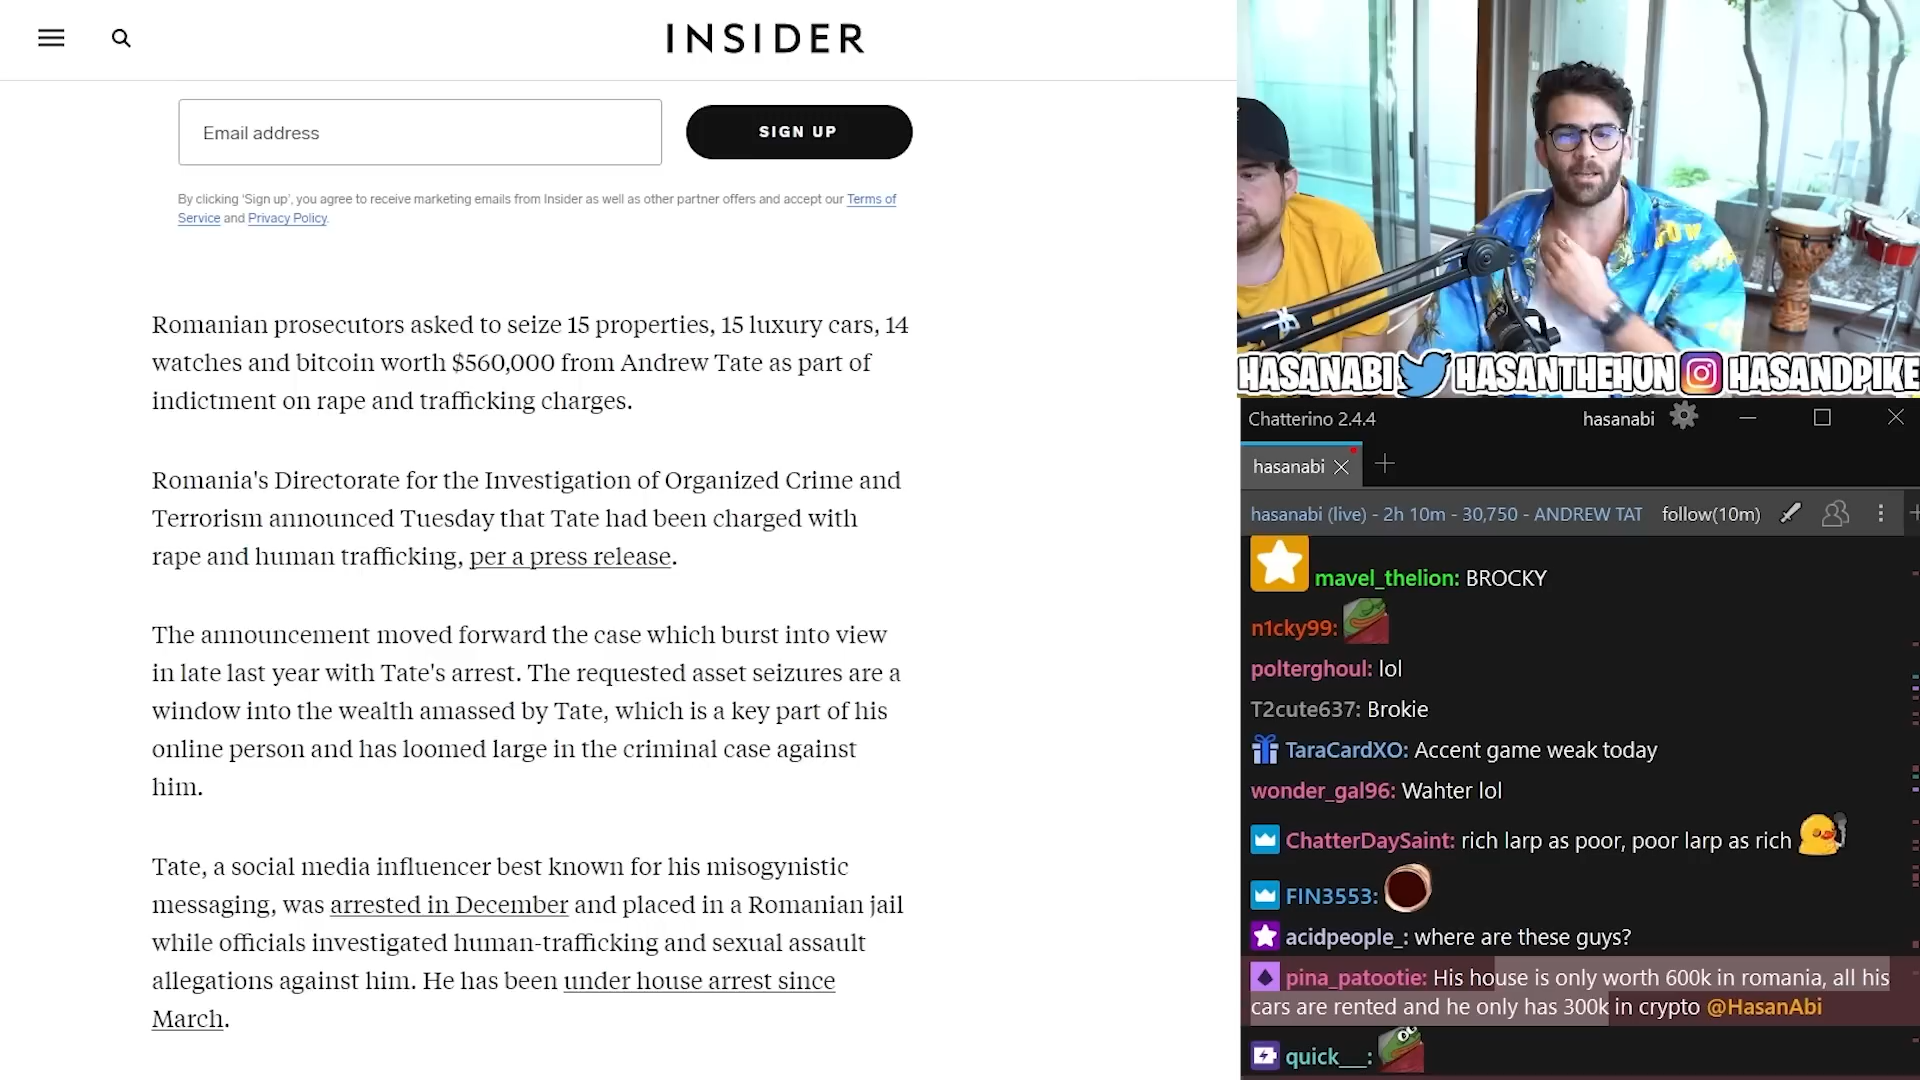 INSIDER
Email address
SIGN UP
By clicking 'Sign up', you agree to receive marketing emails from Insider as well as other partner offers and accept our Terms of
Service and Privacy Policy.
Romanian prosecutors asked to seize 15 properties, 15 luxury cars, 14
watches and bitcoin worth $560,000 from Andrew Tate as part of
indictment on rape and trafficking charges.
Romania's Directorate for the Investigation of Organized Crime and
Terrorism announced Tuesday that Tate had been charged with
rape and human trafficking, per a press release.
The announcement moved forward the case which burst into view
in late last year with Tate's arrest. The requested asset seizures are a
window into the wealth amassed by Tate, which is a key part of his
online person and has loomed large in the criminal case against
him.
Tate, a social media influencer best known for his misogynistic
messaging, was arrested in December and placed in a Romanian jail
while officials investigated human-trafficking and sexual assault
allegations against him. He has been under house arrest since
March.
HASANABI HASANTHEHUN HASANDPIKE
Chatterino 2.4.4 hasanabi
hasanabi
hasanabi (live) - 2h 10m - 30,750 - ANDREW TAT follow(10m)
mavel_thelion: BROCKY
n1cky99:
polterghoul: lol
T2cute637: Brokie
TaraCardXO: Accent game weak today
wonder_gal96: Wahter lol
ChatterDaySaint: rich larp as poor, poor larp as rich
FIN3553:
acidpeople_: where are these guys?
pina_patootie: His house is only worth 600k in romania, all his
cars are rented and he only has 300k in crypto @HasanAbi
quick___: